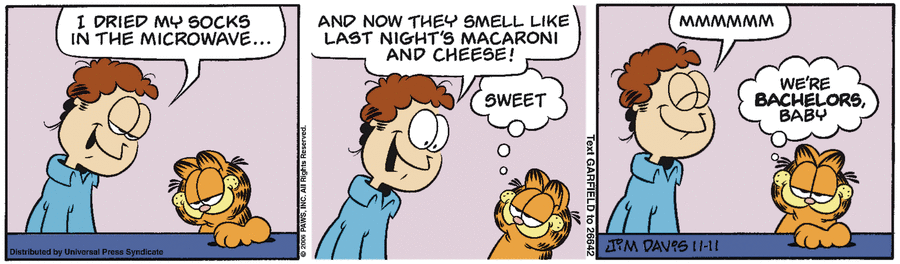 I DRIED MY SOCKS
IN THE MICROWAVE...
Distributed by Universal Press Syndicate
© 2006 PAWS, INC. All Rights Reserved.
AND NOW THEY SMELL LIKE
LAST NIGHT'S MACARONI
AND CHEESE!
SWEET
Text GARFIELD to 26642
MMMMMM
WE'RE
BACHELORS,
BABY
JIM DAVIS 11-11